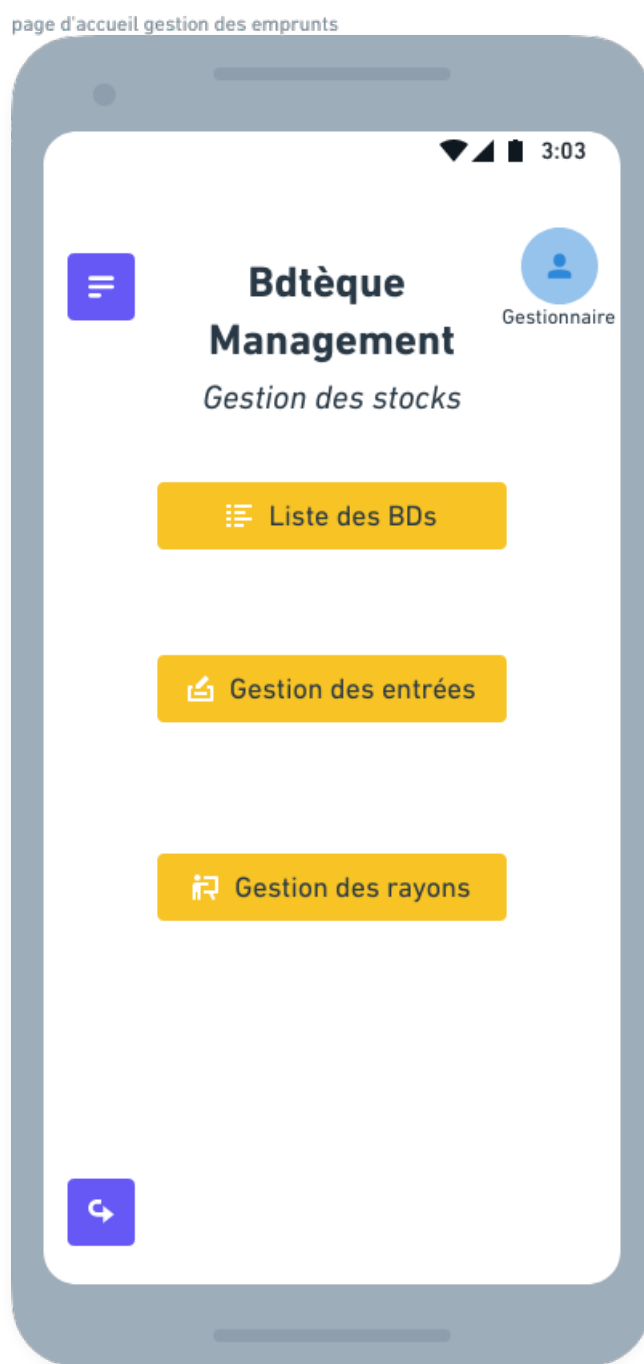 page d'accueil gestion des emprunts
3:03
Bdtèque
Management
Gestionnaire
Gestion des stocks
Liste des BDs
Gestion des entrées
Gestion des rayons